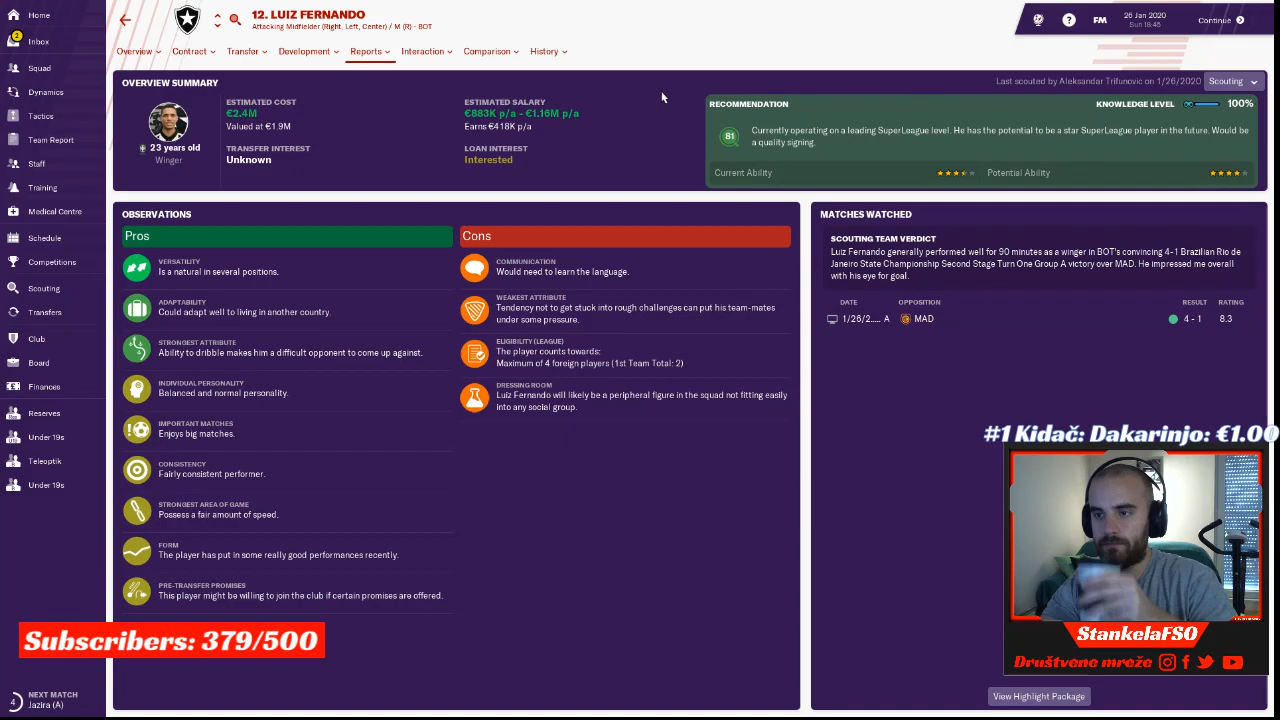 12. LUIZ FERNANDO
Attacking Midfielder (Right, Left, Center) / M (R) - BOT
26 Jan 2020
Sun 18:45
FM
Continue
Home
2
Inbox
Squad
Dynamics
Tactics
Team Report
Staff
Training
Medical Centre
Schedule
Competitions
Scouting
Transfers
Club
Board
Finances
Reserves
Under 19s
Teleoptik
Under 19s
4
NEXT MATCH
Jazira (A)
Overview
Contract
Transfer
Development
Reports
Interaction
Comparison
History
OVERVIEW SUMMARY
Last scouted by Aleksandar Trifunovic on 1/26/2020
Scouting
23 years old
Winger
ESTIMATED COST
€2.4M
Valued at €1.9M
TRANSFER INTEREST
Unknown
ESTIMATED SALARY
€883K p/a - €1.16M p/a
Earns €418K p/a
LOAN INTEREST
Interested
RECOMMENDATION
KNOWLEDGE LEVEL
100%
81
Currently operating on a leading SuperLeague level. He has the potential to be a star SuperLeague player in the future. Would be
a quality signing.
Current Ability
Potential Ability
OBSERVATIONS
Pros
VERSATILITY
Is a natural in several positions.
ADAPTABILITY
Could adapt well to living in another country.
STRONGEST ATTRIBUTE
Ability to dribble makes him a difficult opponent to come up against.
INDIVIDUAL PERSONALITY
Balanced and normal personality.
IMPORTANT MATCHES
Enjoys big matches.
CONSISTENCY
Fairly consistent performer.
STRONGEST AREA OF GAME
Possess a fair amount of speed.
FORM
The player has put in some really good performances recently.
PRE-TRANSFER PROMISES
This player might be willing to join the club if certain promises are offered.
Cons
COMMUNICATION
Would need to learn the language.
WEAKEST ATTRIBUTE
Tendency not to get stuck into rough challenges can put his team-mates
under some pressure.
ELIGIBILITY (LEAGUE)
The player counts towards:
Maximum of 4 foreign players (1st Team Total: 2)
DRESSING ROOM
Luiz Fernando will likely be a peripheral figure in the squad not fitting easily
into any social group.
MATCHES WATCHED
SCOUTING TEAM VERDICT
Luiz Fernando generally performed well for 90 minutes as a winger in BOT's convincing 4-1 Brazilian Rio de
Janeiro State Championship Second Stage Turn One Group A victory over MAD. He impressed me overall
with his eye for goal.
DATE OPPOSITION RESULT RATING
1/26/2..... A MAD 4 - 1 8.3
#1 Kidač: Dakarinjo: €1.00
StankelaFSO
Društvene mreže
Subscribers: 379/500
View Highlight Package